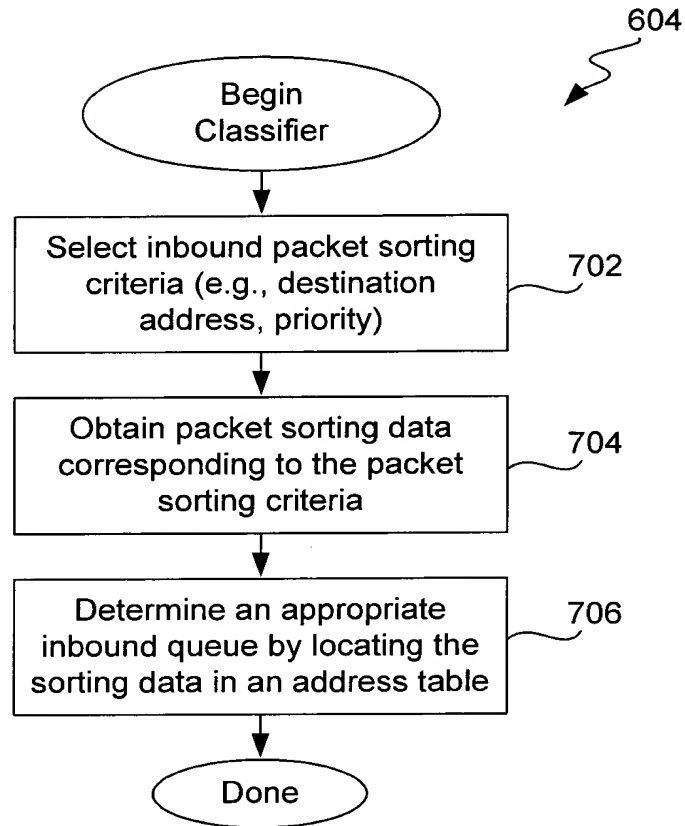 604
Begin
Classifier
Select inbound packet sorting
criteria (e.g., destination
address, priority)
702
Obtain packet sorting data
corresponding to the packet
sorting criteria
704
Determine an appropriate
inbound queue by locating the
sorting data in an address table
706
Done